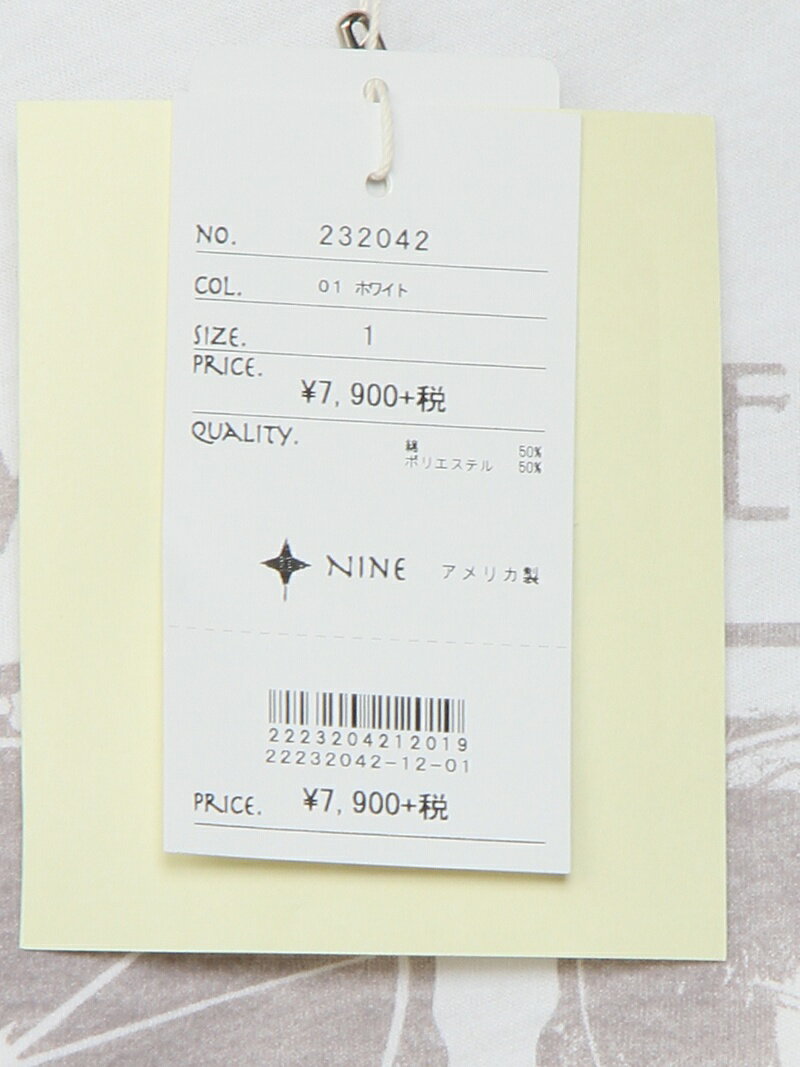 NO. 232042
COL. 01 ホワイト
SIZE. 1
PRICE.
¥7,900+税
QUALITY.
綿 50%
ポリエステル 50%
NINE アメリカ製
2223204212019
22232042-12-01
PRICE. ¥7,900+税
E